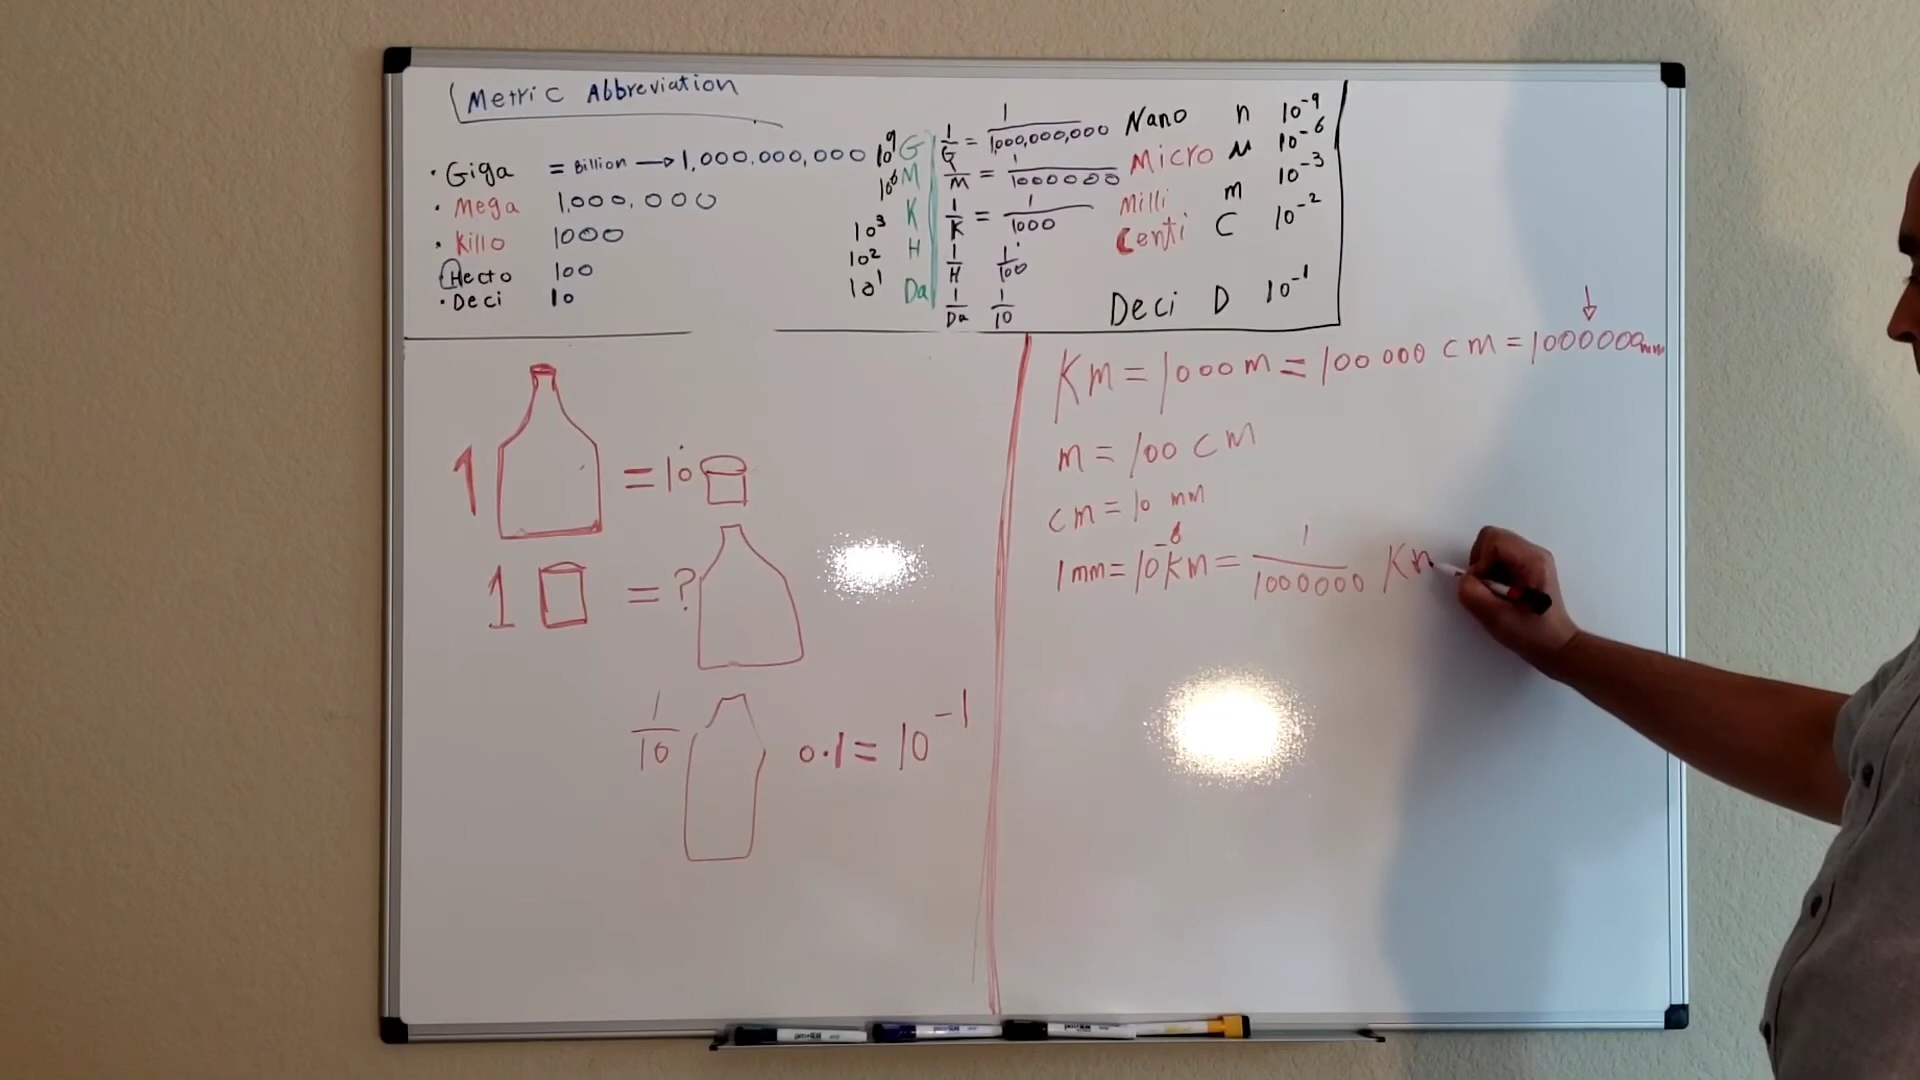 Metric Abbreviation
· Giga = Billion → 1,000,000,000 10⁹ G
· Mega 1,000,000 10⁶ M
· Killo 1000 10³ K
Hecto 100 10² H
· Deci 10 10¹ Da
1/G = 1/1,000,000,000 Nano n 10⁻⁹
1/M = 1/1000000 Micro μ 10⁻⁶
1/K = 1/1000 Milli m 10⁻³
1/H 1/100 Centi C 10⁻²
1/Da 1/10 Deci D 10⁻¹
1 = 10
1 = ?
1/10 0.1 = 10⁻¹
Km = 1000 m = 100 000 cm = 1000000 mm
m = 100 cm
cm = 10 mm
1 mm = 10⁻⁶ km = 1/1000000 Km